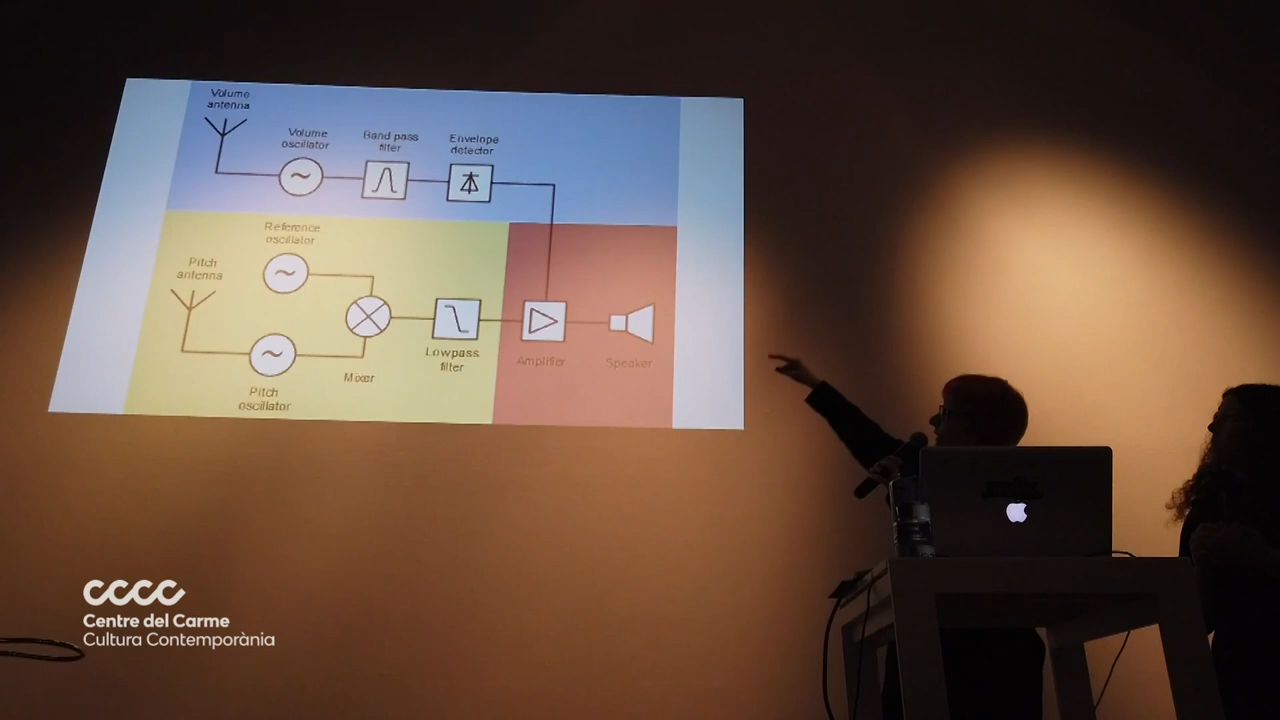 Volume
antenna
Volume
oscillator
Band pass
filter
Envelope
detector
Reference
oscillator
Pitch
antenna
Mixer
Lowpass
filter
Amplifier
Speaker
Pitch
oscillator
cccc
Centre del Carme
Cultura Contemporània